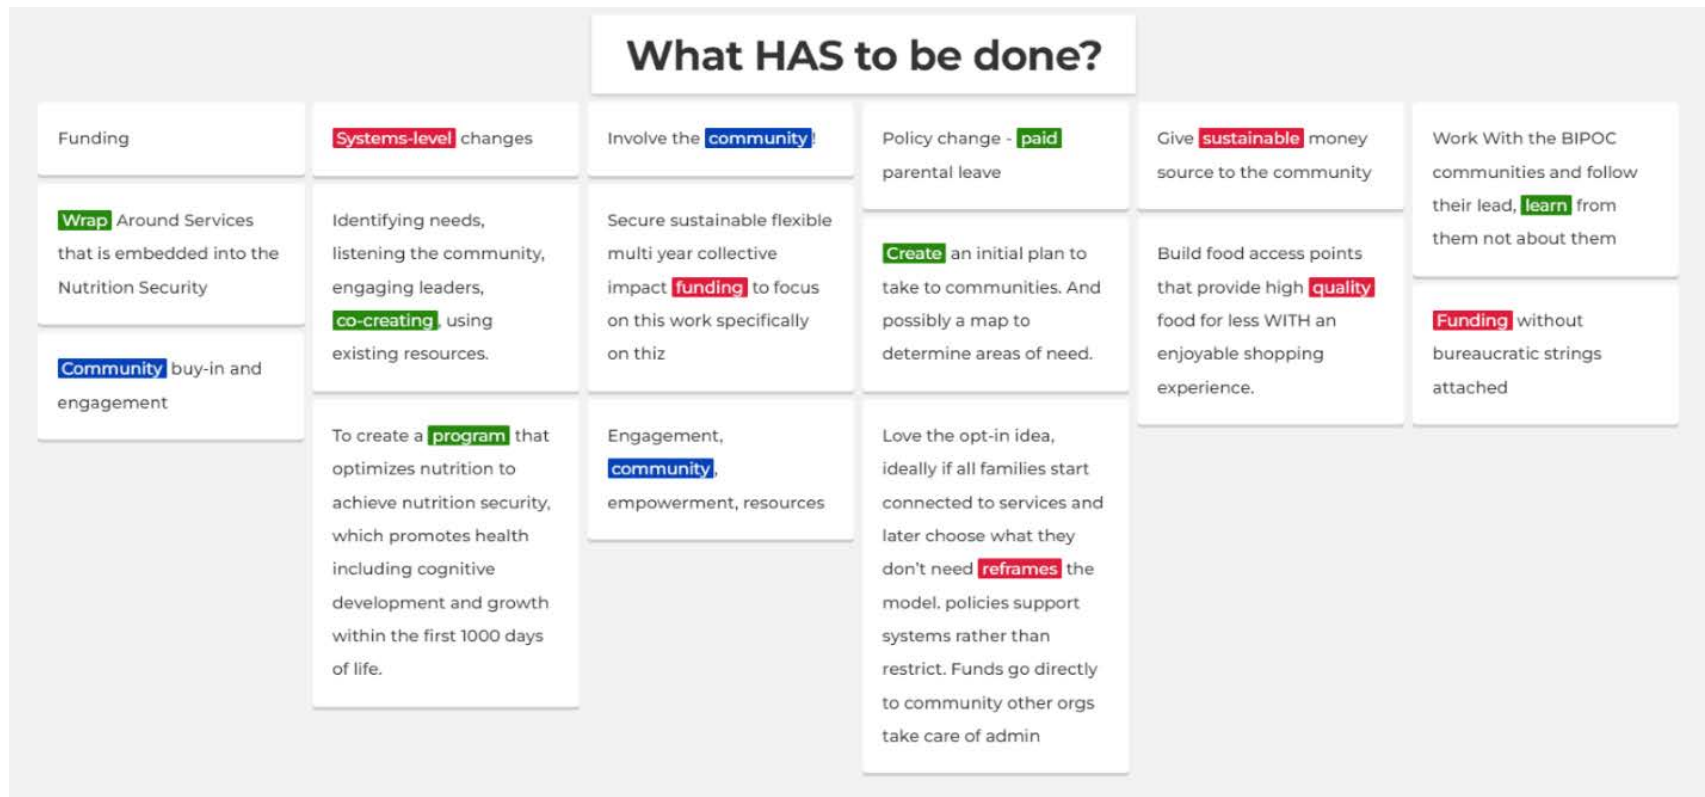 What HAS to be done?
Funding
Wrap Around Services
that is embedded into the
Nutrition Security
Community buy-in and
engagement
Systems-level changes
Identifying needs,
listening the community,
engaging leaders,
co-creating, using
existing resources.
To create a program that
optimizes nutrition to
achieve nutrition security,
which promotes health
including cognitive
development and growth
within the first 1000 days
of life.
Involve the community!
Secure sustainable flexible
multi year collective
impact funding to focus
on this work specifically
on thiz
Engagement,
community,
empowerment, resources
Policy change - paid
parental leave
Create an initial plan to
take to communities. And
possibly a map to
determine areas of need.
Love the opt-in idea,
ideally if all families start
connected to services and
later choose what they
don't need reframes the
model. policies support
systems rather than
restrict. Funds go directly
to community other orgs
take care of admin
Give sustainable money
source to the community
Build food access points
that provide high quality
food for less WITH an
enjoyable shopping
experience.
Work With the BIPOC
communities and follow
their lead, learn from
them not about them
Funding without
bureaucratic strings
attached